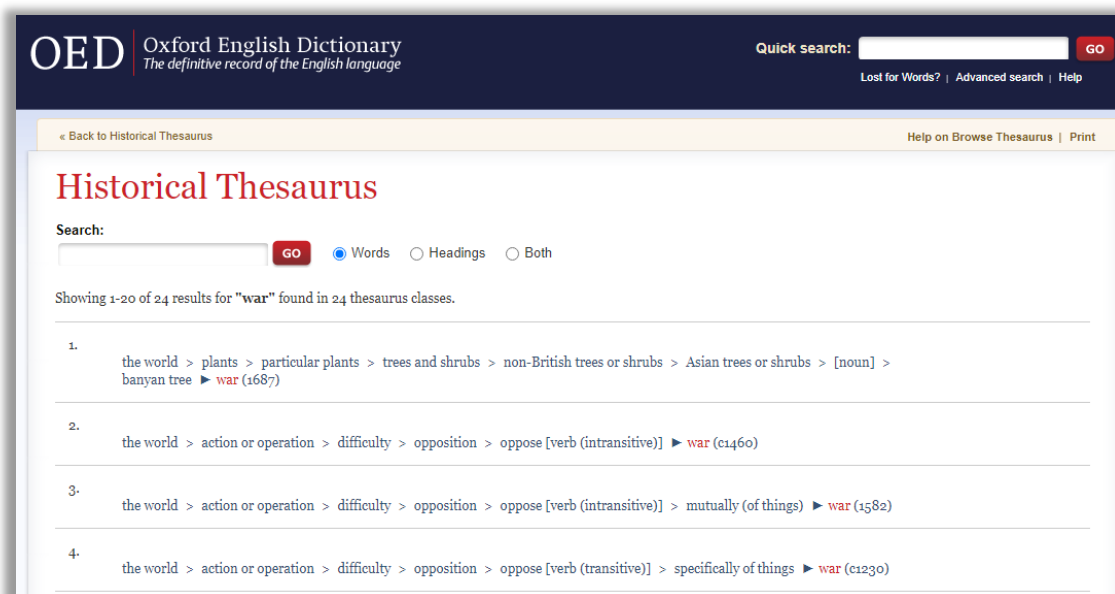 OED Oxford English Dictionary
The definitive record of the English language
Quick search: GO
Lost for Words? | Advanced search | Help
« Back to Historical Thesaurus Help on Browse Thesaurus | Print
Historical Thesaurus
Search:
GO Words Headings Both
Showing 1-20 of 24 results for "war" found in 24 thesaurus classes.
1.
the world > plants > particular plants > trees and shrubs > non-British trees or shrubs > Asian trees or shrubs > [noun] >
banyan tree ► war (1687)
2.
the world > action or operation > difficulty > opposition > oppose [verb (intransitive)] ► war (c1460)
3.
the world > action or operation > difficulty > opposition > oppose [verb (intransitive)] > mutually (of things) ► war (1582)
4.
the world > action or operation > difficulty > opposition > oppose [verb (transitive)] > specifically of things ► war (c1230)